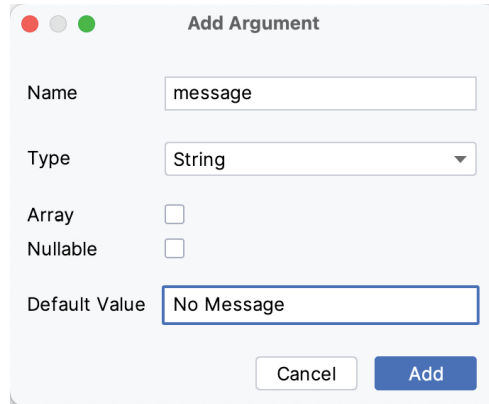 Add Argument
Name message
Type String
Array
Nullable
Default Value No Message
Cancel Add